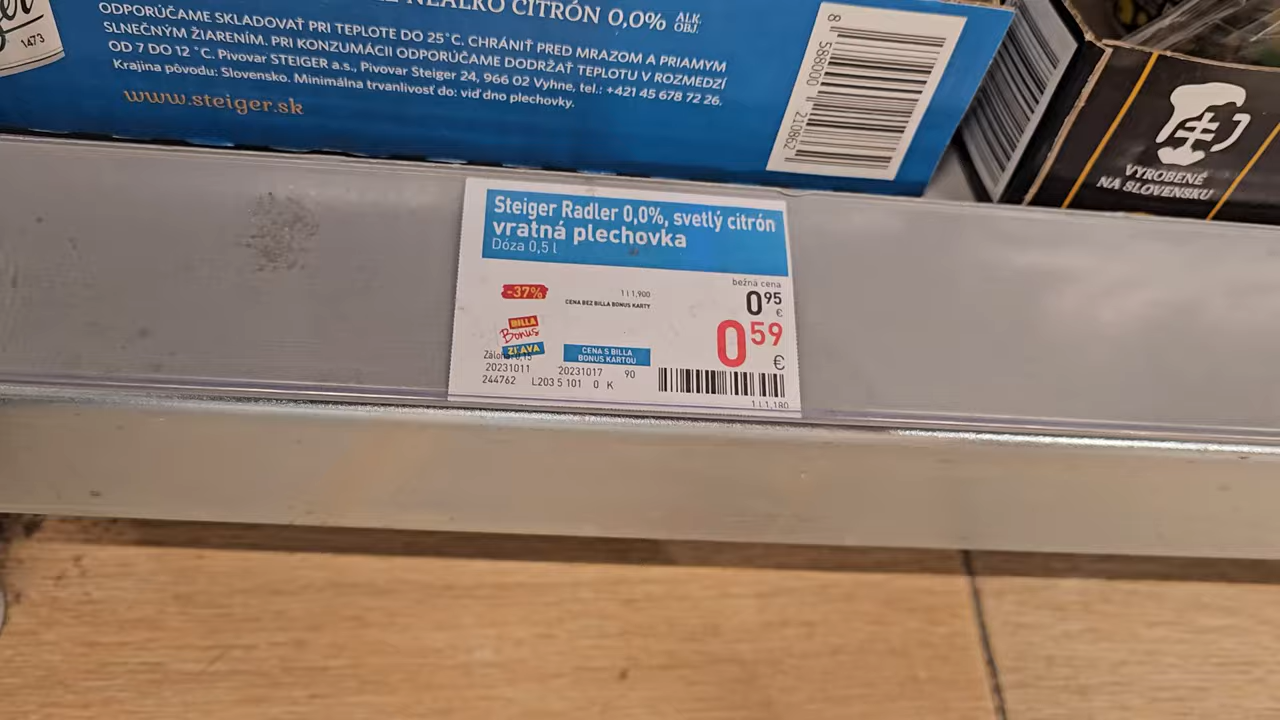 NEALKO CITRÓN 0,0% ALK. OBJ.
ODPORÚČAME SKLADOVAŤ PRI TEPLOTE DO 25°C. CHRÁNIŤ PRED MRAZOM A PRIAMYM
SLNEČNÝM ŽIARENÍM. PRI KONZUMÁCII ODPORÚČAME DODRŽAŤ TEPLOTU V ROZMEDZÍ
OD 7 DO 12 °C. Pivovar STEIGER a.s., Pivovar Steiger 24, 966 02 Vyhne, tel.: +421 45 678 72 26.
Krajina pôvodu: Slovensko. Minimálna trvanlivosť do: viď dno plechovky.
www.steiger.sk
1473
8 588000 210862
VYROBENÉ
NA SLOVENSKU
Steiger Radler 0,0%, svetlý citrón
vratná plechovka
Dóza 0,5 l
bežná cena
-37%
1 l 1,900
CENA BEZ BILLA BONUS KARTY
0 95
€
BILLA
Bonus
ZĽAVA
CENA S BILLA
BONUS KARTOU
0 59
€
20231011 20231017 90
244762 L203 5 101 0 K
1 l 1,180